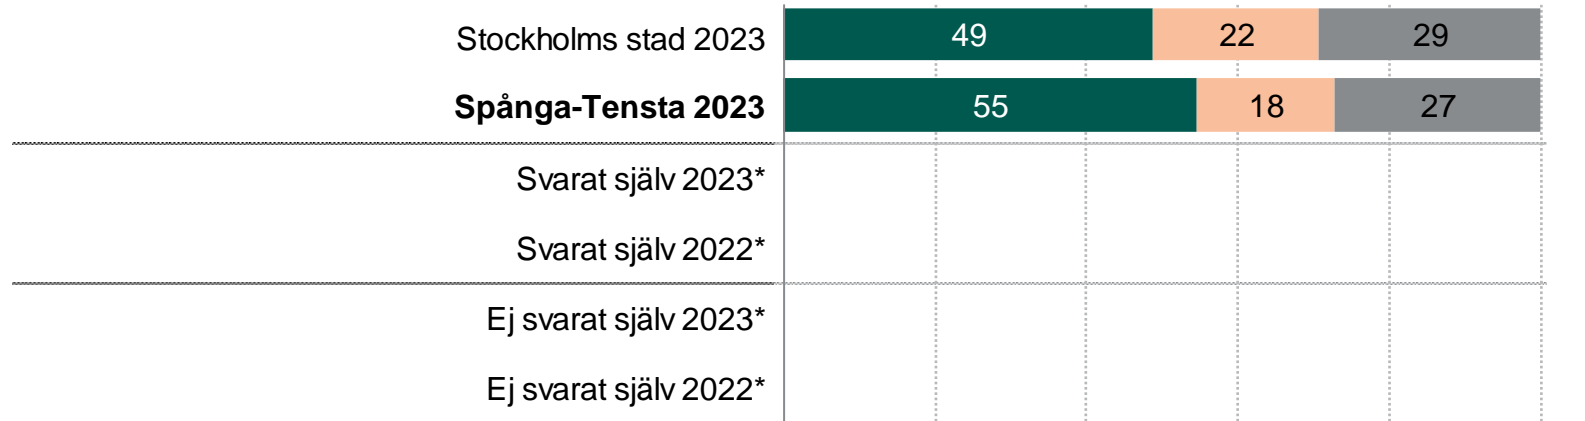 Stockholms stad 2023 49 22 29
Spånga-Tensta 2023 55 18 27
Svarat själv 2023*
Svarat själv 2022*
Ej svarat själv 2023*
Ej svarat själv 2022*